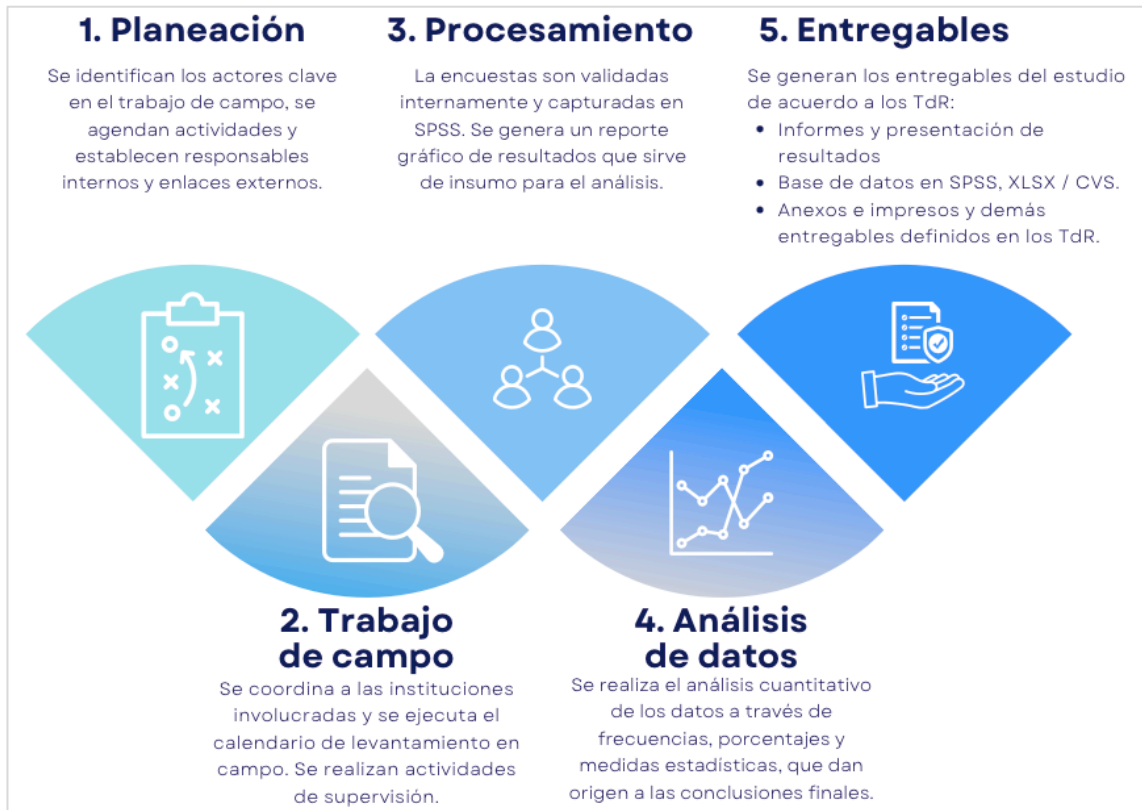 1. Planeación
Se identifican los actores clave
en el trabajo de campo, se
agendan actividades y
establecen responsables
internos y enlaces externos.
3. Procesamiento
La encuestas son validadas
internamente y capturadas en
SPSS. Se genera un reporte
gráfico de resultados que sirve
de insumo para el análisis.
5. Entregables
Se generan los entregables del estudio
de acuerdo a los TdR:
• Informes y presentación de
resultados
• Base de datos en SPSS, XLSX / CVS.
• Anexos e impresos y demás
entregables definidos en los TdR.
2. Trabajo
de campo
Se coordina a las instituciones
involucradas y se ejecuta el
calendario de levantamiento en
campo. Se realizan actividades
de supervisión.
4. Análisis
de datos
Se realiza el análisis cuantitativo
de los datos a través de
frecuencias, porcentajes y
medidas estadísticas, que dan
origen a las conclusiones finales.